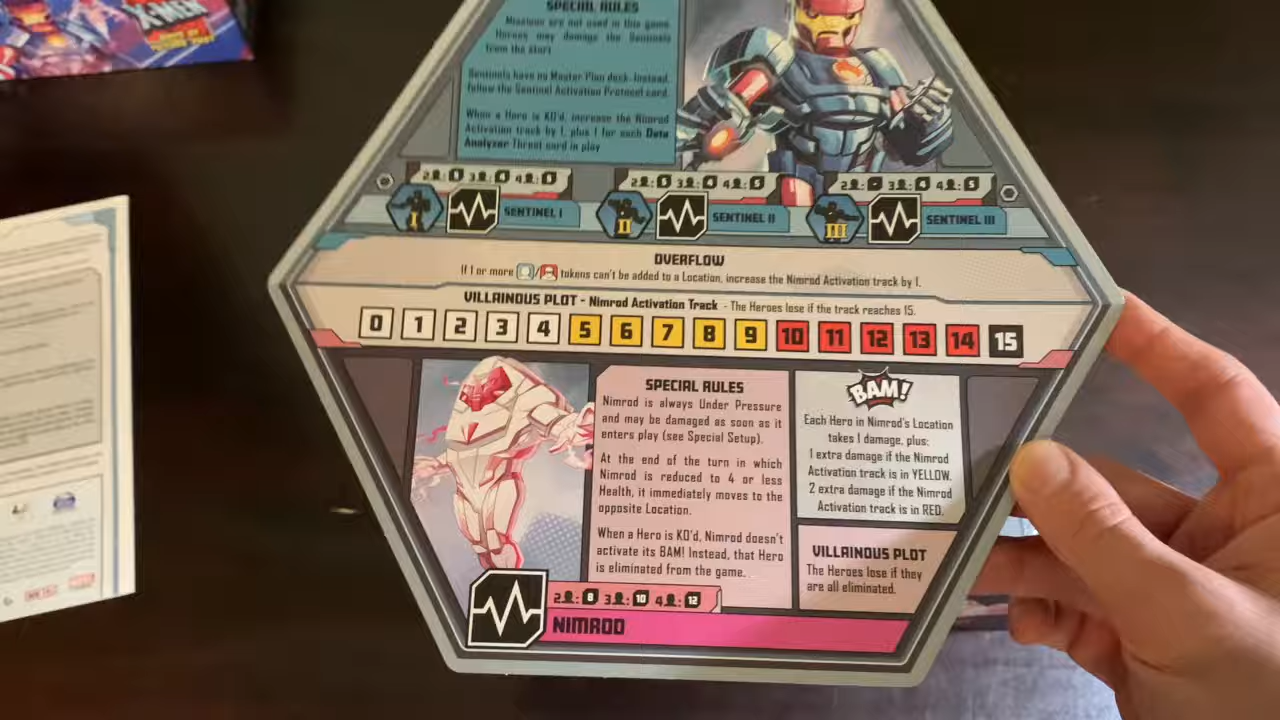 X-MEN
SPECIAL RULES
Missions are not used in this game.
Heroes may damage the Sentinels
from the start.
Sentinels have no Master Plan deck. Instead,
follow the Sentinel Activation Protocol card.
When a Hero is KO'd, increase the Nimrod
Activation track by 1, plus 1 for each Data
Analyzer Threat card in play
I SENTINEL I
II SENTINEL II
III SENTINEL III
OVERFLOW
If 1 or more / tokens can't be added to a Location, increase the Nimrod Activation track by 1.
VILLAINOUS PLOT - Nimrod Activation Track - The Heroes lose if the track reaches 15.
0 1 2 3 4 5 6 7 8 9 10 11 12 13 14 15
SPECIAL RULES
Nimrod is always Under Pressure
and may be damaged as soon as it
enters play (see Special Setup).
At the end of the turn in which
Nimrod is reduced to 4 or less
Health, it immediately moves to the
opposite Location.
When a Hero is KO'd, Nimrod doesn't
activate its BAM! Instead, that Hero
is eliminated from the game.
BAM!
Each Hero in Nimrod's Location
takes 1 damage, plus:
1 extra damage if the Nimrod
Activation track is in YELLOW.
2 extra damage if the Nimrod
Activation track is in RED.
VILLAINOUS PLOT
The Heroes lose if they
are all eliminated.
2 : 8 3 : 10 4 : 12
NIMROD